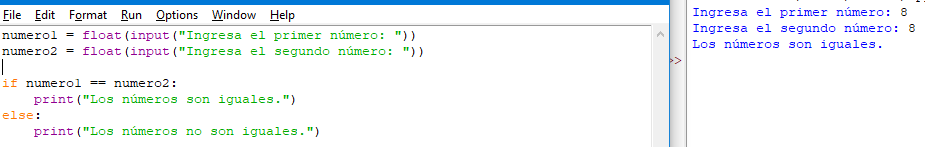 File Edit Format Run Options Window Help
numero1 = float(input("Ingresa el primer número: "))
numero2 = float(input("Ingresa el segundo número: "))
if numero1 == numero2:
    print("Los números son iguales.")
else:
    print("Los números no son iguales.")
Ingresa el primer número: 8
Ingresa el segundo número: 8
Los números son iguales.
>>